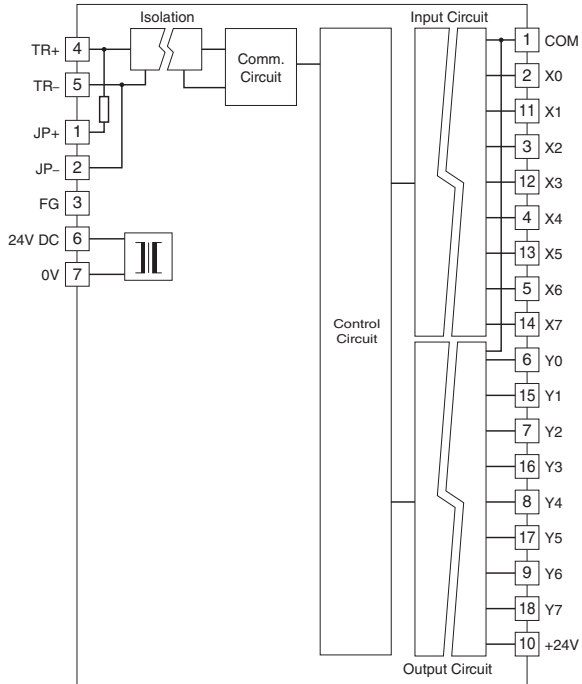 Isolation
Input Circuit
TR+ 4
TR– 5
JP+ 1
JP– 2
FG 3
24V DC 6
0V 7
Comm.
Circuit
Control
Circuit
1 COM
2 X0
11 X1
3 X2
12 X3
4 X4
13 X5
5 X6
14 X7
6 Y0
15 Y1
7 Y2
16 Y3
8 Y4
17 Y5
9 Y6
18 Y7
10 +24V
Output Circuit